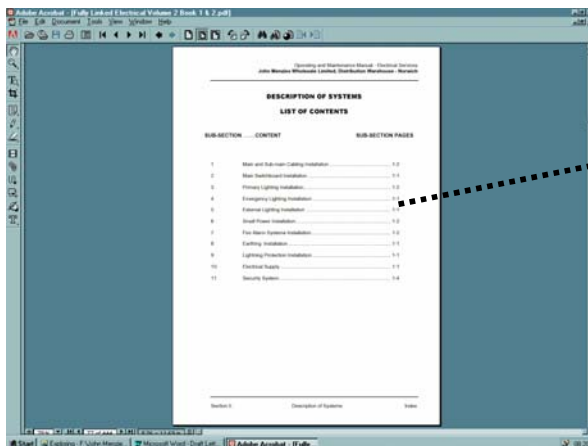 Adobe Acrobat - [Fully Linked Electrical Volume 2 Book 1 & 2.pdf]
File Edit Document Tools View Window Help
Operating and Maintenance Manual - Electrical Services
John Menzies Wholesale Limited, Distribution Warehouse - Norwich
DESCRIPTION OF SYSTEMS
LIST OF CONTENTS
SUB-SECTION ......CONTENT SUB-SECTION PAGES
1 Main and Sub-main Cabling Installation 1-2
2 Main Switchboard Installation 1-1
3 Primary Lighting Installation 1-2
4 Emergency Lighting Installation 1-1
5 External Lighting Installation 1-1
6 Small Power Installation 1-2
7 Fire Alarm Systems Installation 1-2
8 Earthing Installation 1-1
9 Lightning Protection Installation 1-1
10 Electrical Supply 1-1
11 Security System 1-4
Section 6 Description of Systems Index
Start Exploring - F:\John Menzie... Microsoft Word - Draft Lett... Adobe Acrobat - [Fully...